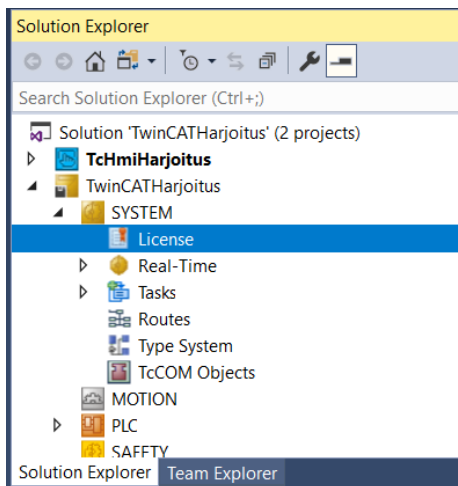 Solution Explorer
Search Solution Explorer (Ctrl+;)
Solution 'TwinCATHarjoitus' (2 projects)
TcHmiHarjoitus
TwinCATHarjoitus
SYSTEM
License
Real-Time
Tasks
Routes
Type System
TcCOM Objects
MOTION
PLC
SAFETY
Solution Explorer Team Explorer